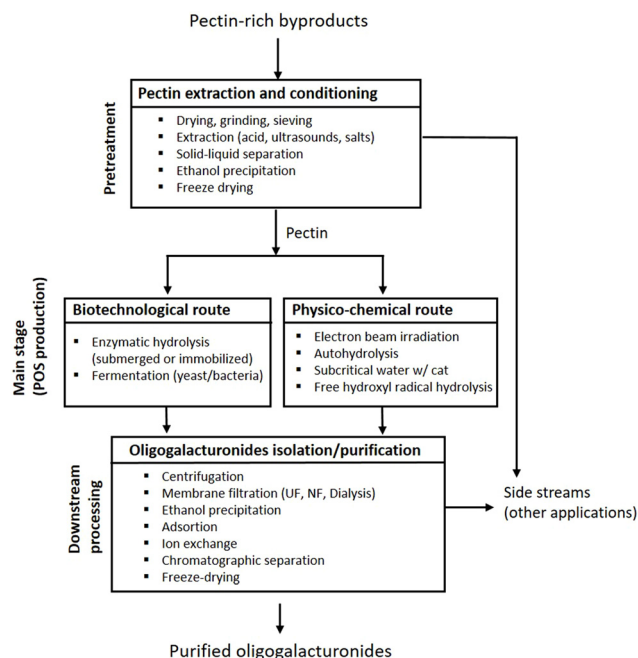 Pectin-rich byproducts
Pretreatment
Pectin extraction and conditioning
▪ Drying, grinding, sieving
▪ Extraction (acid, ultrasounds, salts)
▪ Solid-liquid separation
▪ Ethanol precipitation
▪ Freeze drying
Pectin
Main stage
(POS production)
Biotechnological route
▪ Enzymatic hydrolysis
(submerged or immobilized)
▪ Fermentation (yeast/bacteria)
Physico-chemical route
▪ Electron beam irradiation
▪ Autohydrolysis
▪ Subcritical water w/ cat
▪ Free hydroxyl radical hydrolysis
Downstream
processing
Oligogalacturonides isolation/purification
▪ Centrifugation
▪ Membrane filtration (UF, NF, Dialysis)
▪ Ethanol precipitation
▪ Adsortion
▪ Ion exchange
▪ Chromatographic separation
▪ Freeze-drying
Side streams
(other applications)
Purified oligogalacturonides